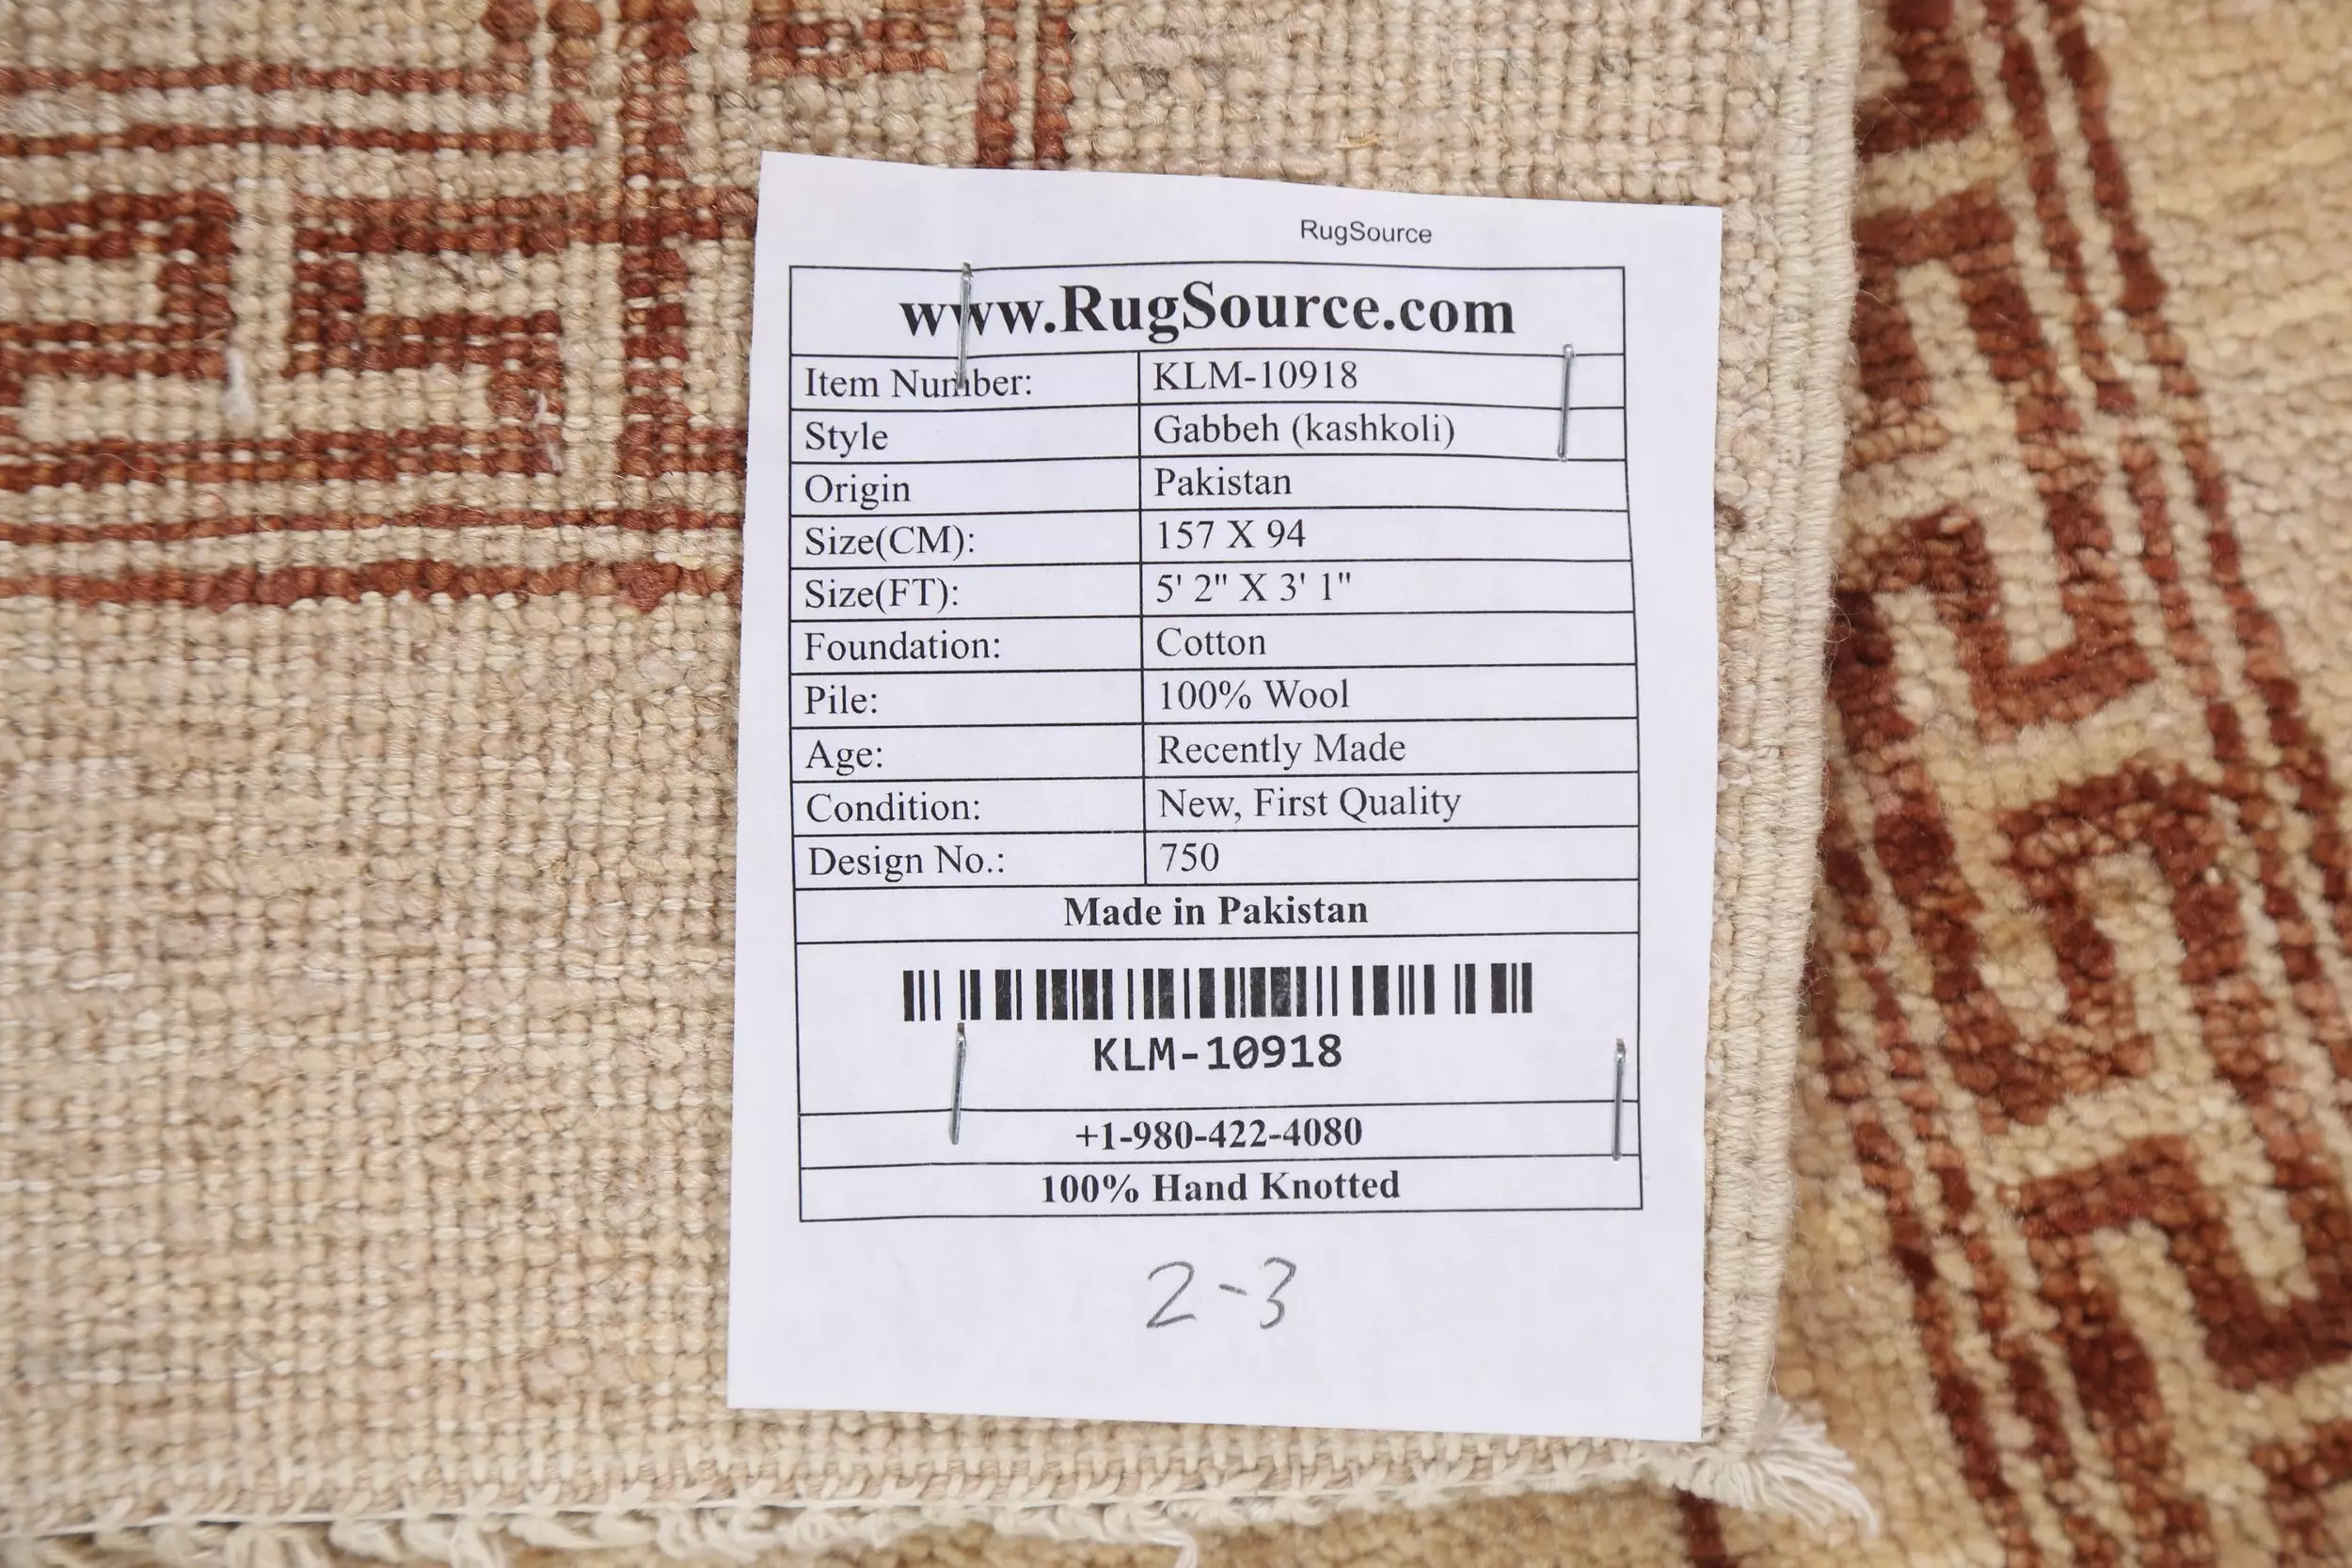 RugSource
www.RugSource.com
Item Number: KLM-10918
Style Gabbeh (kashkoli)
Origin Pakistan
Size(CM): 157 X 94
Size(FT): 5' 2" X 3' 1"
Foundation: Cotton
Pile: 100% Wool
Age: Recently Made
Condition: New, First Quality
Design No.: 750
Made in Pakistan
KLM-10918
+1-980-422-4080
100% Hand Knotted
2-3